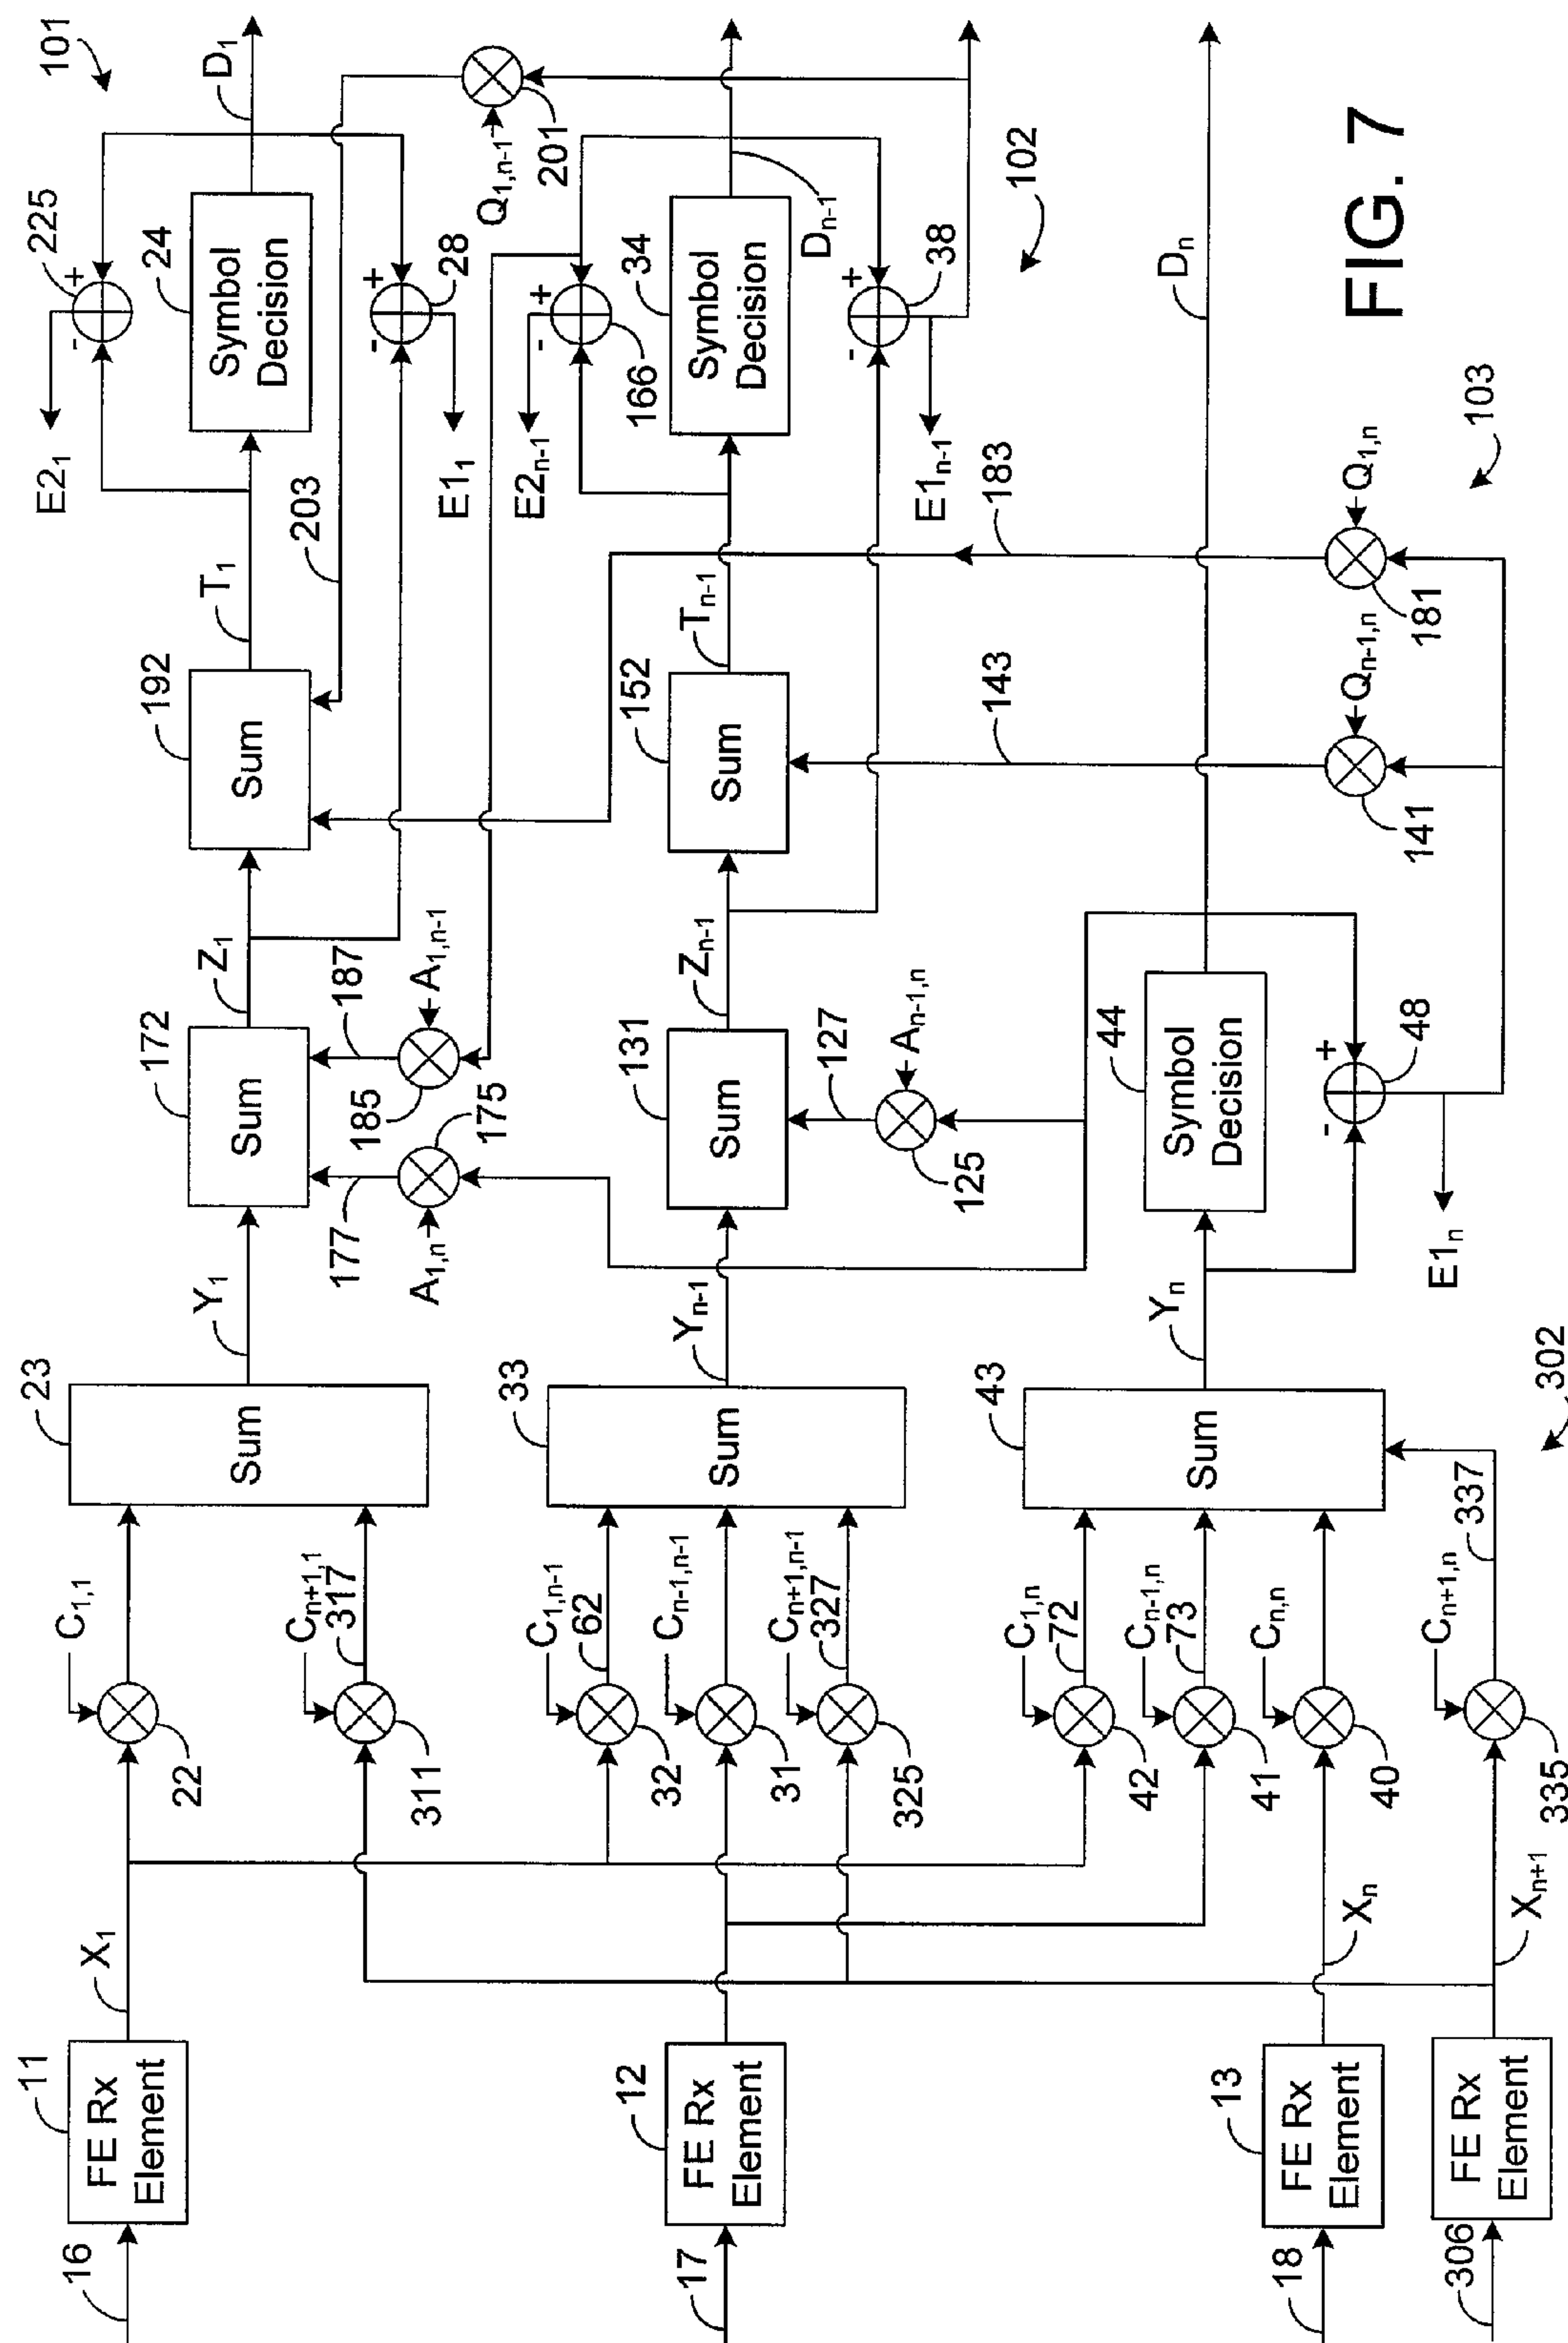 101
102
103
302
FIG. 7
16
11
FE Rx
Element
X1
22
C1,1
311
Cn+1,1
317
23
Sum
Y1
177
A1,n
175
172
Sum
187
185
A1,n-1
Z1
192
Sum
T1
203
E21
225
-
+
24
Symbol
Decision
D1
-
+
28
E11
Q1,n-1
201
17
12
FE Rx
Element
32
C1,n-1
62
31
Cn-1,n-1
325
Cn+1,n-1
327
33
Sum
Yn-1
131
Sum
127
125
An-1,n
Zn-1
152
Sum
Tn-1
143
183
E2n-1
-
+
166
34
Symbol
Decision
Dn-1
-
+
38
E1n-1
18
13
FE Rx
Element
Xn
42
C1,n
72
41
Cn-1,n
73
40
Cn,n
43
Sum
Yn
44
Symbol
Decision
Dn
-
+
48
E1n
141
Qn-1,n
181
Q1,n
306
FE Rx
Element
Xn+1
335
Cn+1,n
337